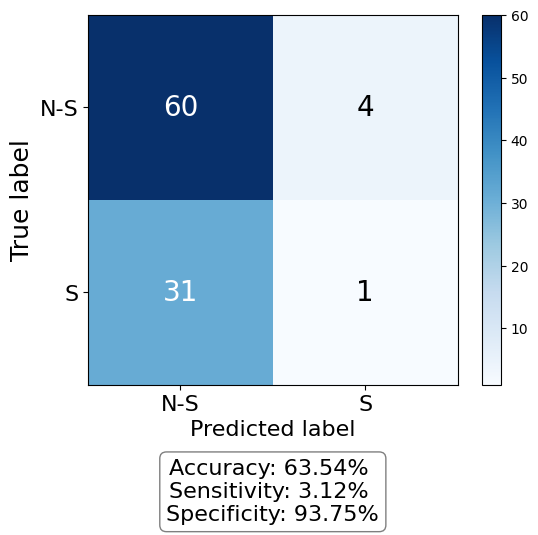 True label
N-S
60
4
S
31
1
N-S
S
Predicted label
60
50
40
30
20
10
Accuracy: 63.54%
Sensitivity: 3.12%
Specificity: 93.75%